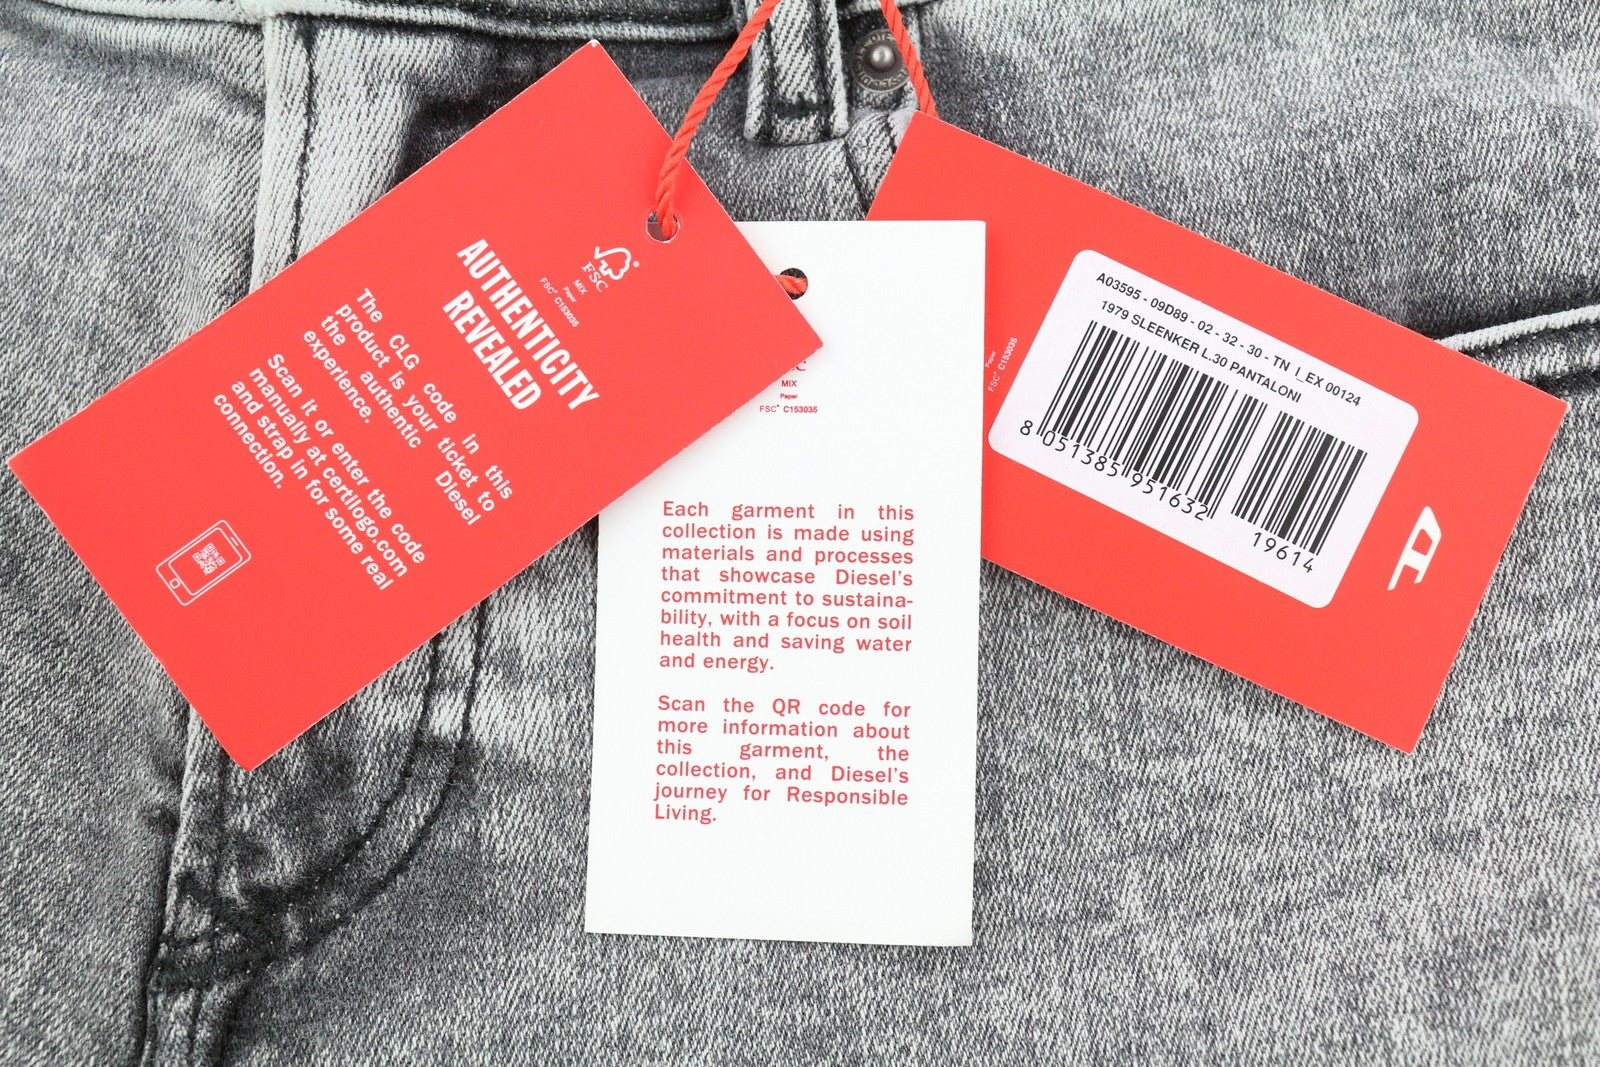 FSC
MIX
Paper
FSC® C153035
AUTHENTICITY
REVEALED
The CLG code in this
product is your ticket to
the authentic Diesel
experience.
Scan it or enter the code
manually at certilogo.com
and strap in for some real
connection.
MIX
Paper
FSC® C153035
Each garment in this
collection is made using
materials and processes
that showcase Diesel's
commitment to sustaina-
bility, with a focus on soil
health and saving water
and energy.
Scan the QR code for
more information about
this garment, the
collection, and Diesel's
journey for Responsible
Living.
Paper
FSC® C153035
A03595 - 09D89 - 02 - 32 - 30 - TN I_EX 00124
1979 SLEENKER L.30 PANTALONI
8 051385 951632
19614
D